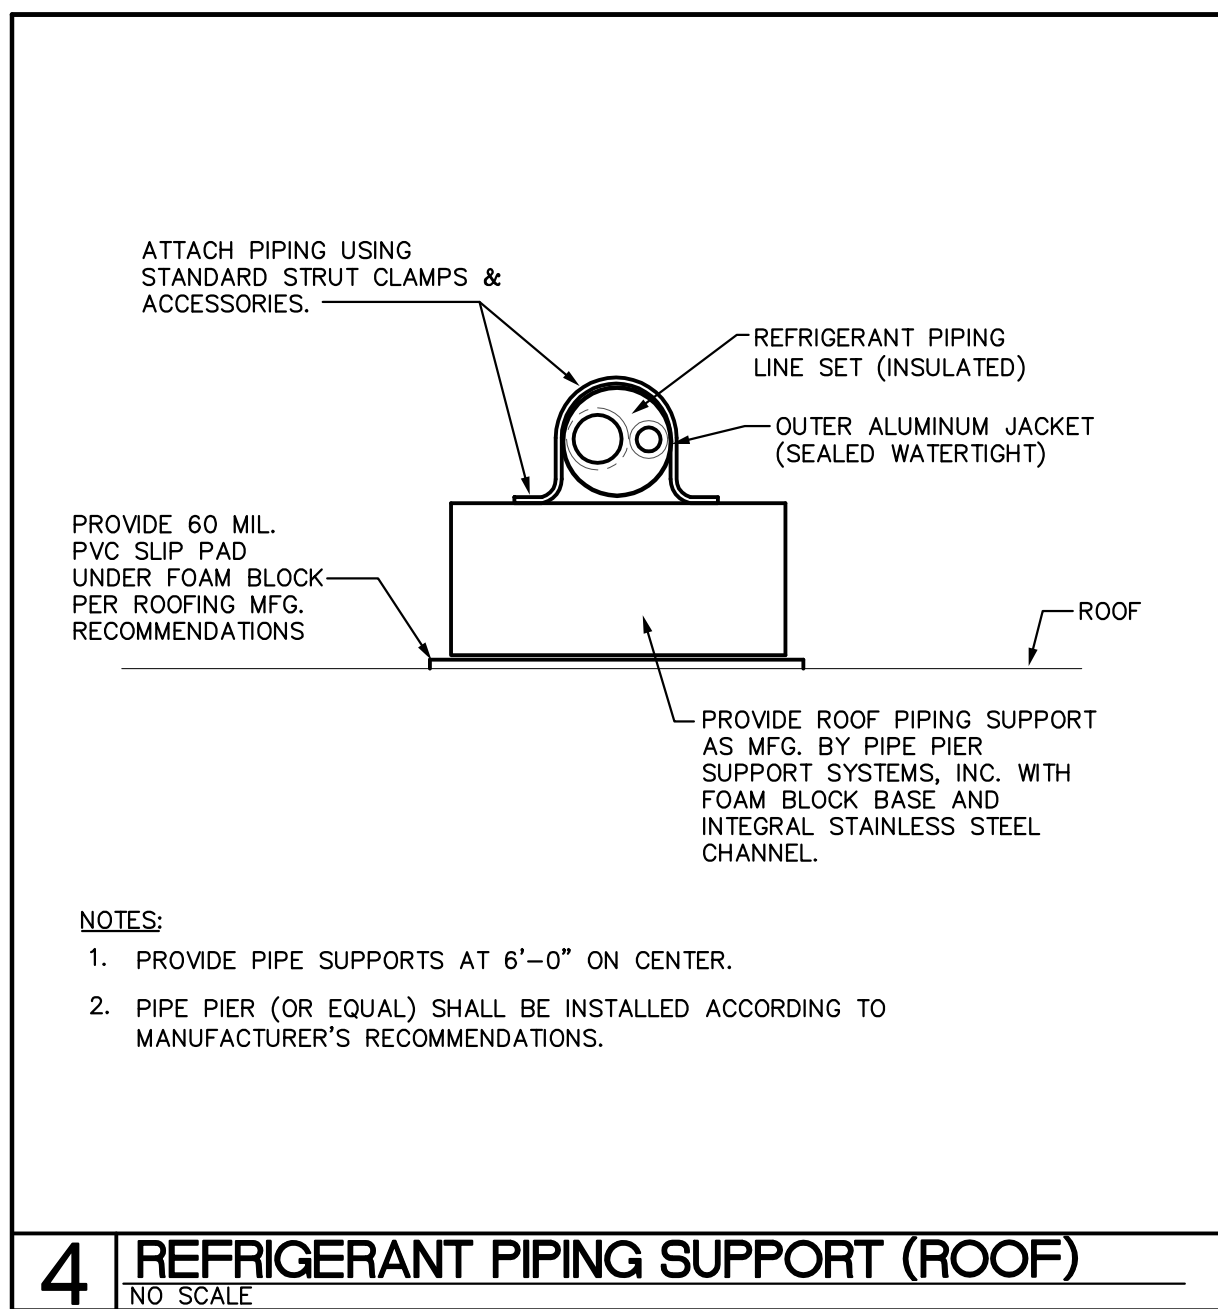 ATTACH PIPING USING
STANDARD STRUT CLAMPS &
ACCESSORIES.
REFRIGERANT PIPING
LINE SET (INSULATED)
OUTER ALUMINUM JACKET
(SEALED WATERTIGHT)
PROVIDE 60 MIL.
PVC SLIP PAD
UNDER FOAM BLOCK
PER ROOFING MFG.
RECOMMENDATIONS
ROOF
PROVIDE ROOF PIPING SUPPORT
AS MFG. BY PIPE PIER
SUPPORT SYSTEMS, INC. WITH
FOAM BLOCK BASE AND
INTEGRAL STAINLESS STEEL
CHANNEL.
NOTES:
1. PROVIDE PIPE SUPPORTS AT 6'-0" ON CENTER.
2. PIPE PIER (OR EQUAL) SHALL BE INSTALLED ACCORDING TO
MANUFACTURER'S RECOMMENDATIONS.
4 REFRIGERANT PIPING SUPPORT (ROOF)
NO SCALE